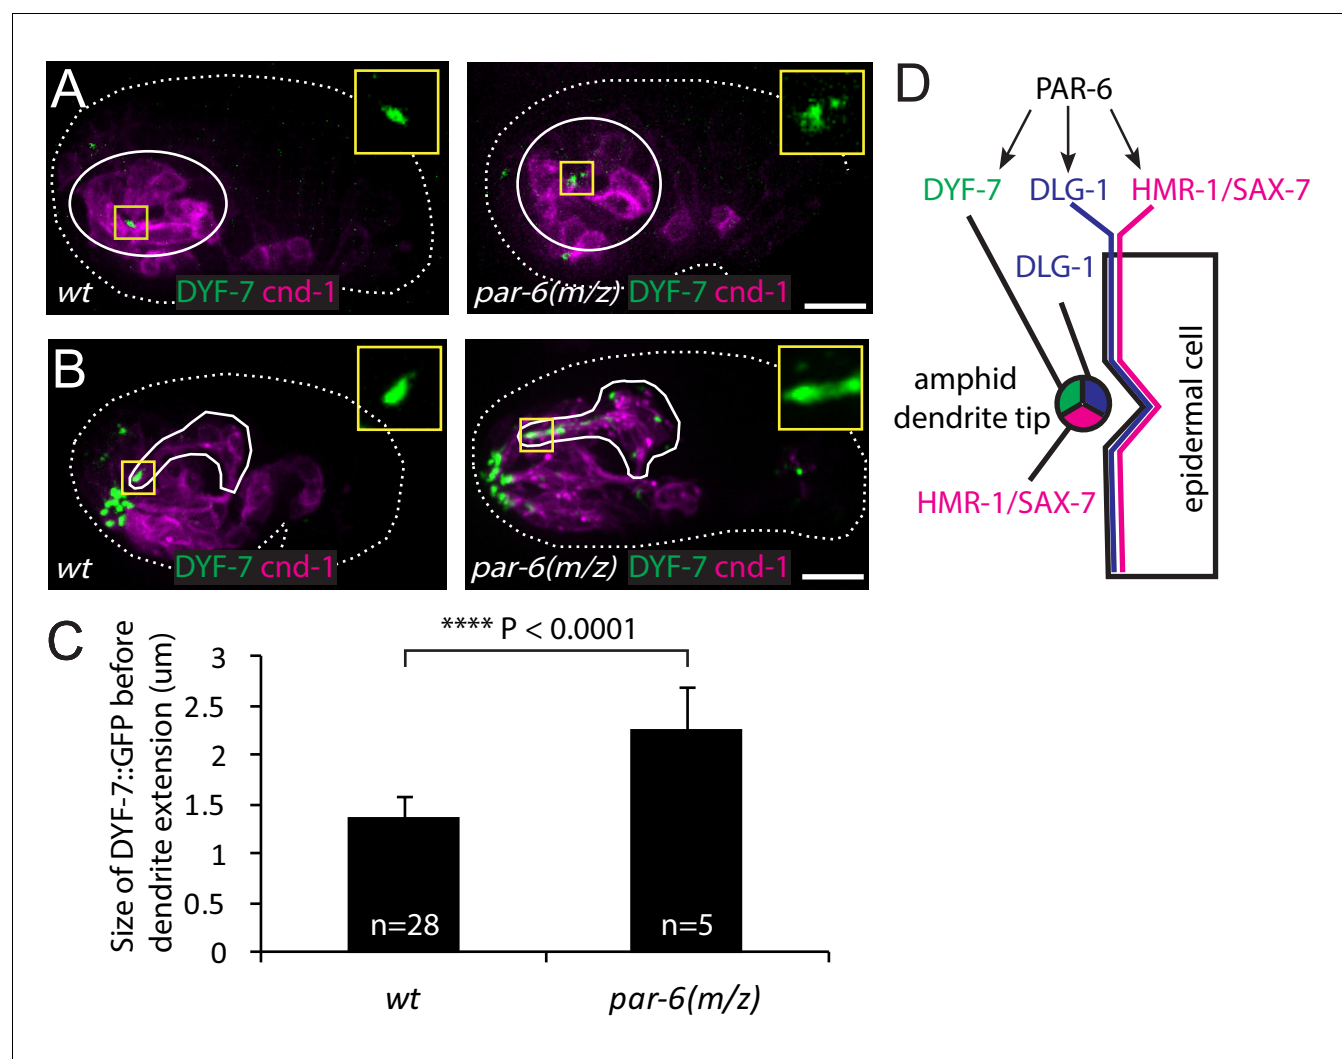 A
wt
DYF-7 cnd-1
par-6(m/z)
DYF-7 cnd-1
B
wt
DYF-7 cnd-1
par-6(m/z)
DYF-7 cnd-1
C
Size of DYF-7::GFP before
dendrite extension (um)
**** P < 0.0001
3
2.5
2
1.5
1
0.5
0
n=28
n=5
wt
par-6(m/z)
D
PAR-6
DYF-7
DLG-1
HMR-1/SAX-7
DLG-1
amphid
dendrite tip
HMR-1/SAX-7
epidermal cell